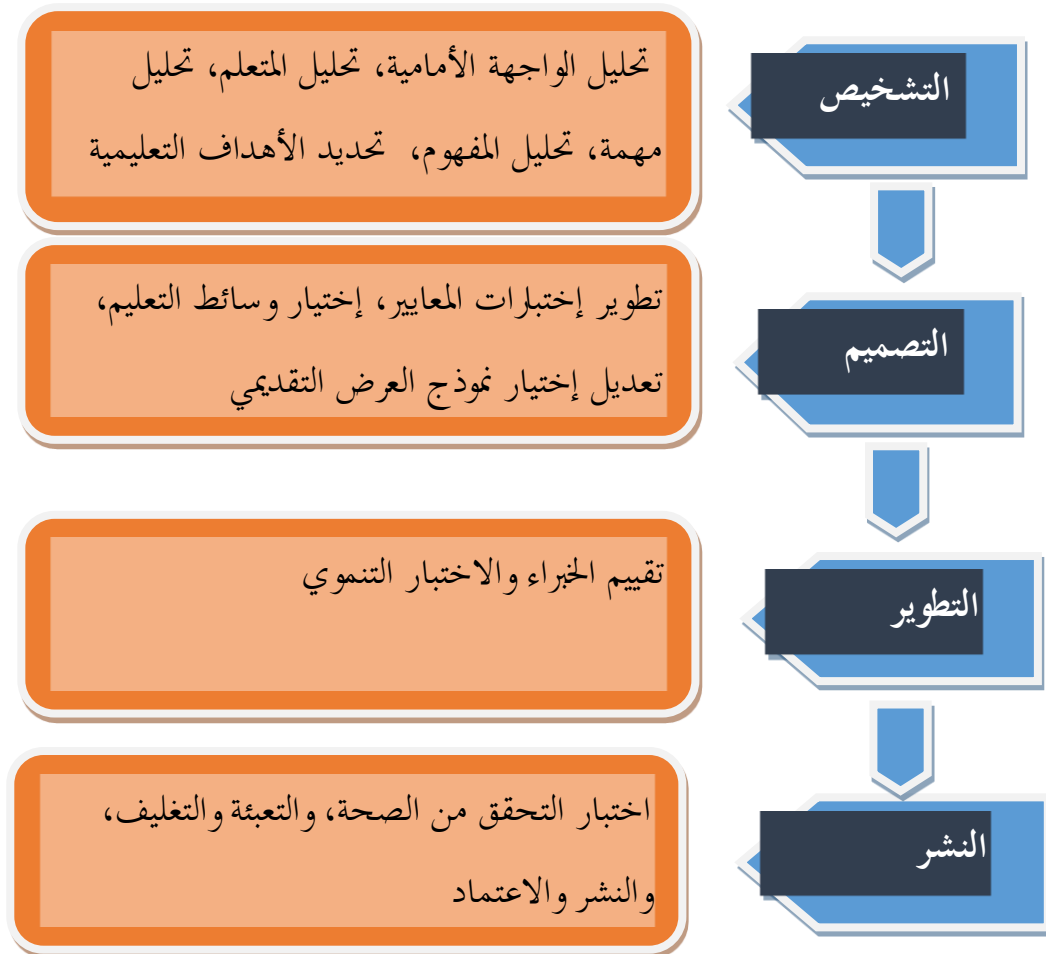 التشخيص
تحليل الواجهة الأمامية، تحليل المتعلم، تحليل
مهمة، تحليل المفهوم، تحديد الأهداف التعليمية
التصميم
تطوير إختبارات المعايير، إختيار وسائط التعليم،
تعديل إختيار نموذج العرض التقديمي
التطوير
تقييم الخبراء والاختبار التنموي
النشر
اختبار التحقق من الصحة، والتعبئة والتغليف،
والنشر والاعتماد